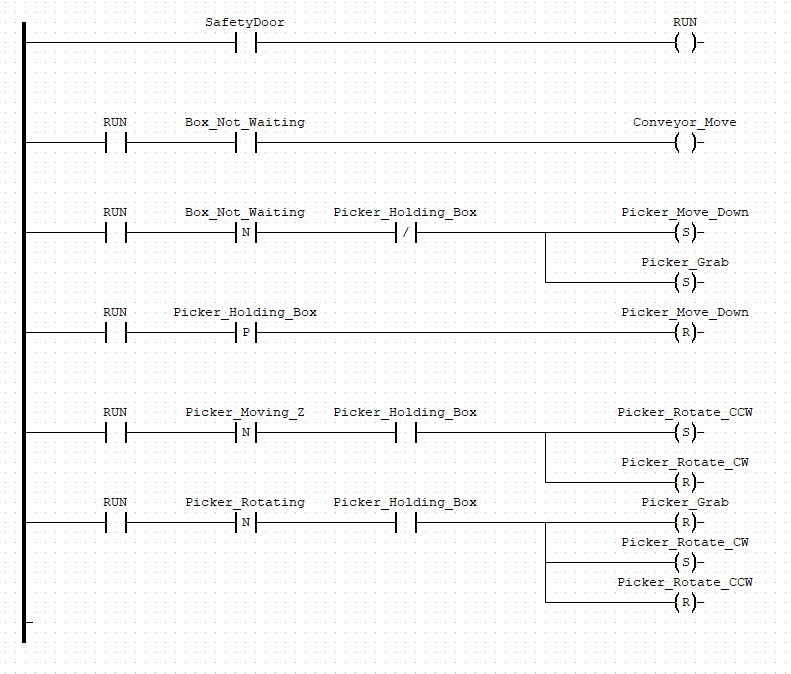 SafetyDoor RUN
( )
RUN Box_Not_Waiting Conveyor_Move
( )
RUN Box_Not_Waiting Picker_Holding_Box Picker_Move_Down
N / (S)
Picker_Grab
(S)
RUN Picker_Holding_Box Picker_Move_Down
P (R)
RUN Picker_Moving_Z Picker_Holding_Box Picker_Rotate_CCW
N (S)
Picker_Rotate_CW
(R)
RUN Picker_Rotating Picker_Holding_Box Picker_Grab
N (R)
Picker_Rotate_CW
(S)
Picker_Rotate_CCW
(R)